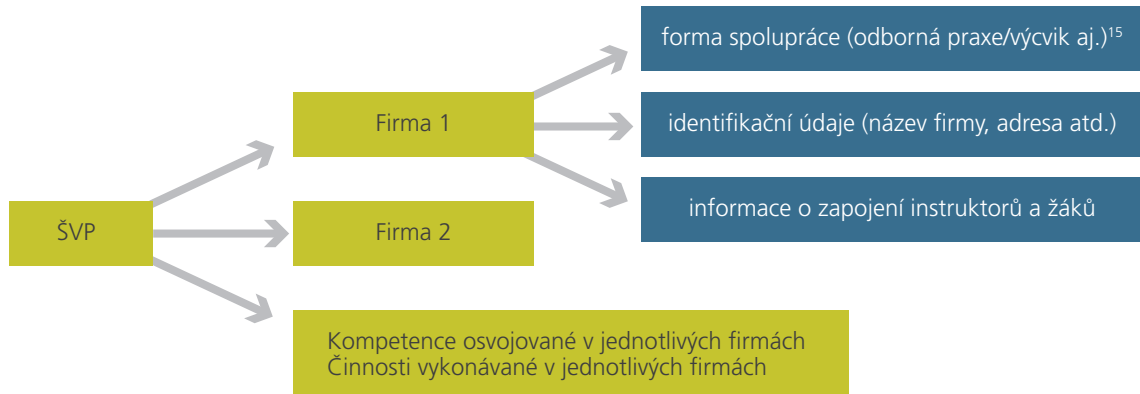 forma spolupráce (odborná praxe/výcvik aj.)¹⁵
Firma 1
identifikační údaje (název firmy, adresa atd.)
informace o zapojení instruktorů a žáků
ŠVP
Firma 2
Kompetence osvojované v jednotlivých firmách
Činnosti vykonávané v jednotlivých firmách